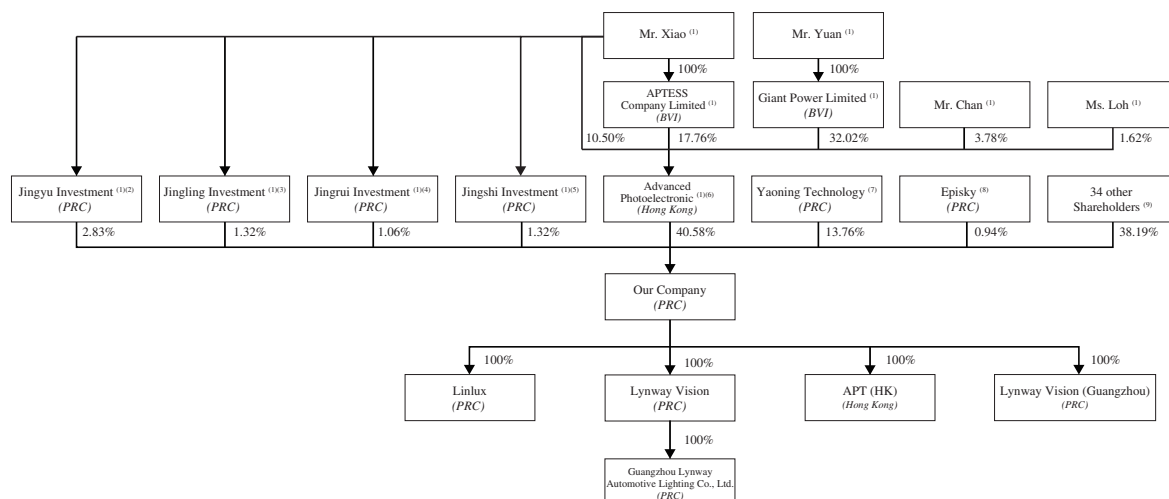 Mr. Xiao (1)
Mr. Yuan (1)
100%
100%
APTESS
Company Limited (1)
(BVI)
Giant Power Limited (1)
(BVI)
Mr. Chan (1)
Ms. Loh (1)
10.50%
17.76%
32.02%
3.78%
1.62%
Jingyu Investment (1)(2)
(PRC)
Jingling Investment (1)(3)
(PRC)
Jingrui Investment (1)(4)
(PRC)
Jingshi Investment (1)(5)
(PRC)
Advanced
Photoelectronic (1)(6)
(Hong Kong)
Yaoning Technology (7)
(PRC)
Episky (8)
(PRC)
34 other
Shareholders (9)
2.83%
1.32%
1.06%
1.32%
40.58%
13.76%
0.94%
38.19%
Our Company
(PRC)
100%
100%
100%
100%
Linlux
(PRC)
Lynway Vision
(PRC)
APT (HK)
(Hong Kong)
Lynway Vision (Guangzhou)
(PRC)
100%
Guangzhou Lynway
Automotive Lighting Co., Ltd.
(PRC)